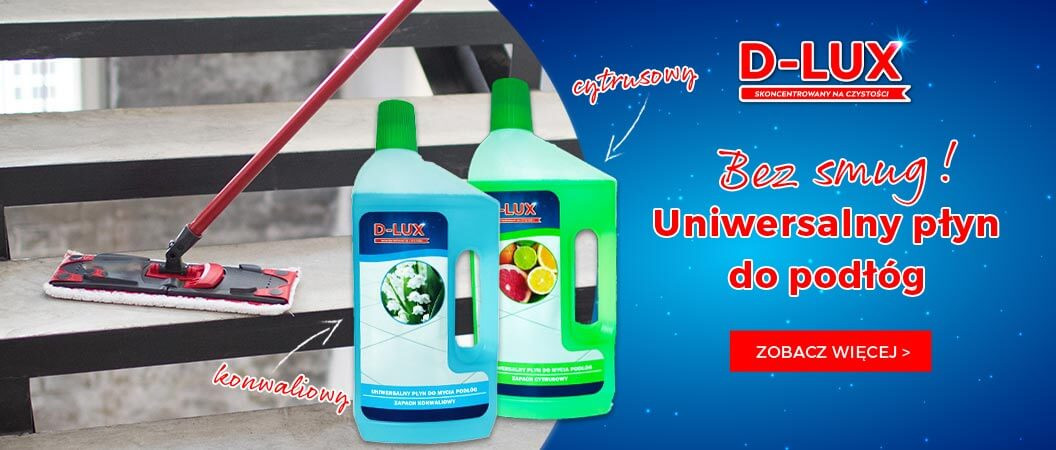 cytrusowy
D-LUX
SKONCENTROWANY NA CZYSTOŚCI
Bez smug!
Uniwersalny płyn
do podłóg
ZOBACZ WIĘCEJ >
konwaliowy
D-LUX
UNIWERSALNY PŁYN DO MYCIA PODŁÓG
ZAPACH KONWALIOWY
-LUX
WERSALNY PŁYN DO MYCIA PODŁÓG
ZAPACH CYTRUSOWY